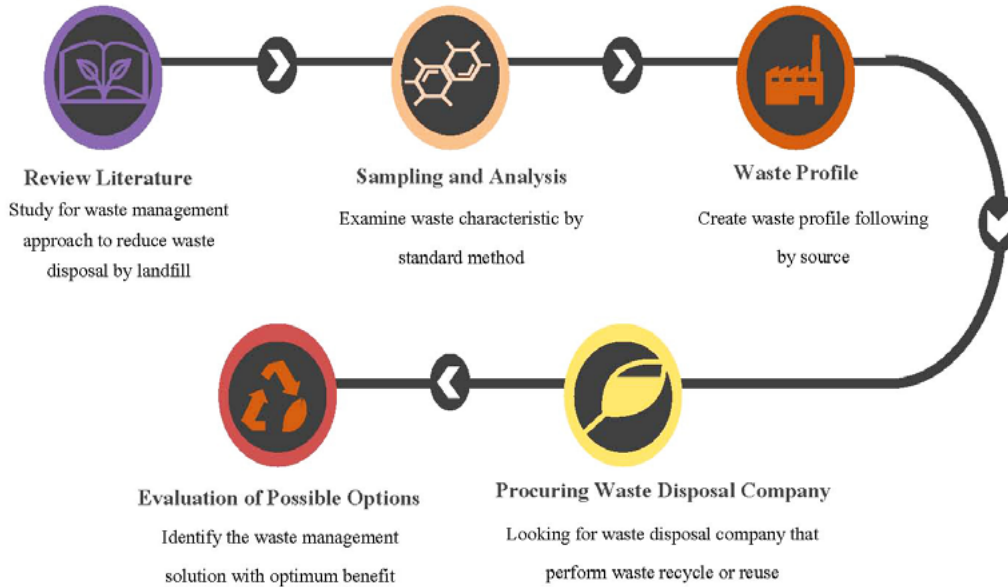 Review Literature
Study for waste management
approach to reduce waste
disposal by landfill
Sampling and Analysis
Examine waste characteristic by
standard method
Waste Profile
Create waste profile following
by source
Procuring Waste Disposal Company
Looking for waste disposal company that
perform waste recycle or reuse
Evaluation of Possible Options
Identify the waste management
solution with optimum benefit